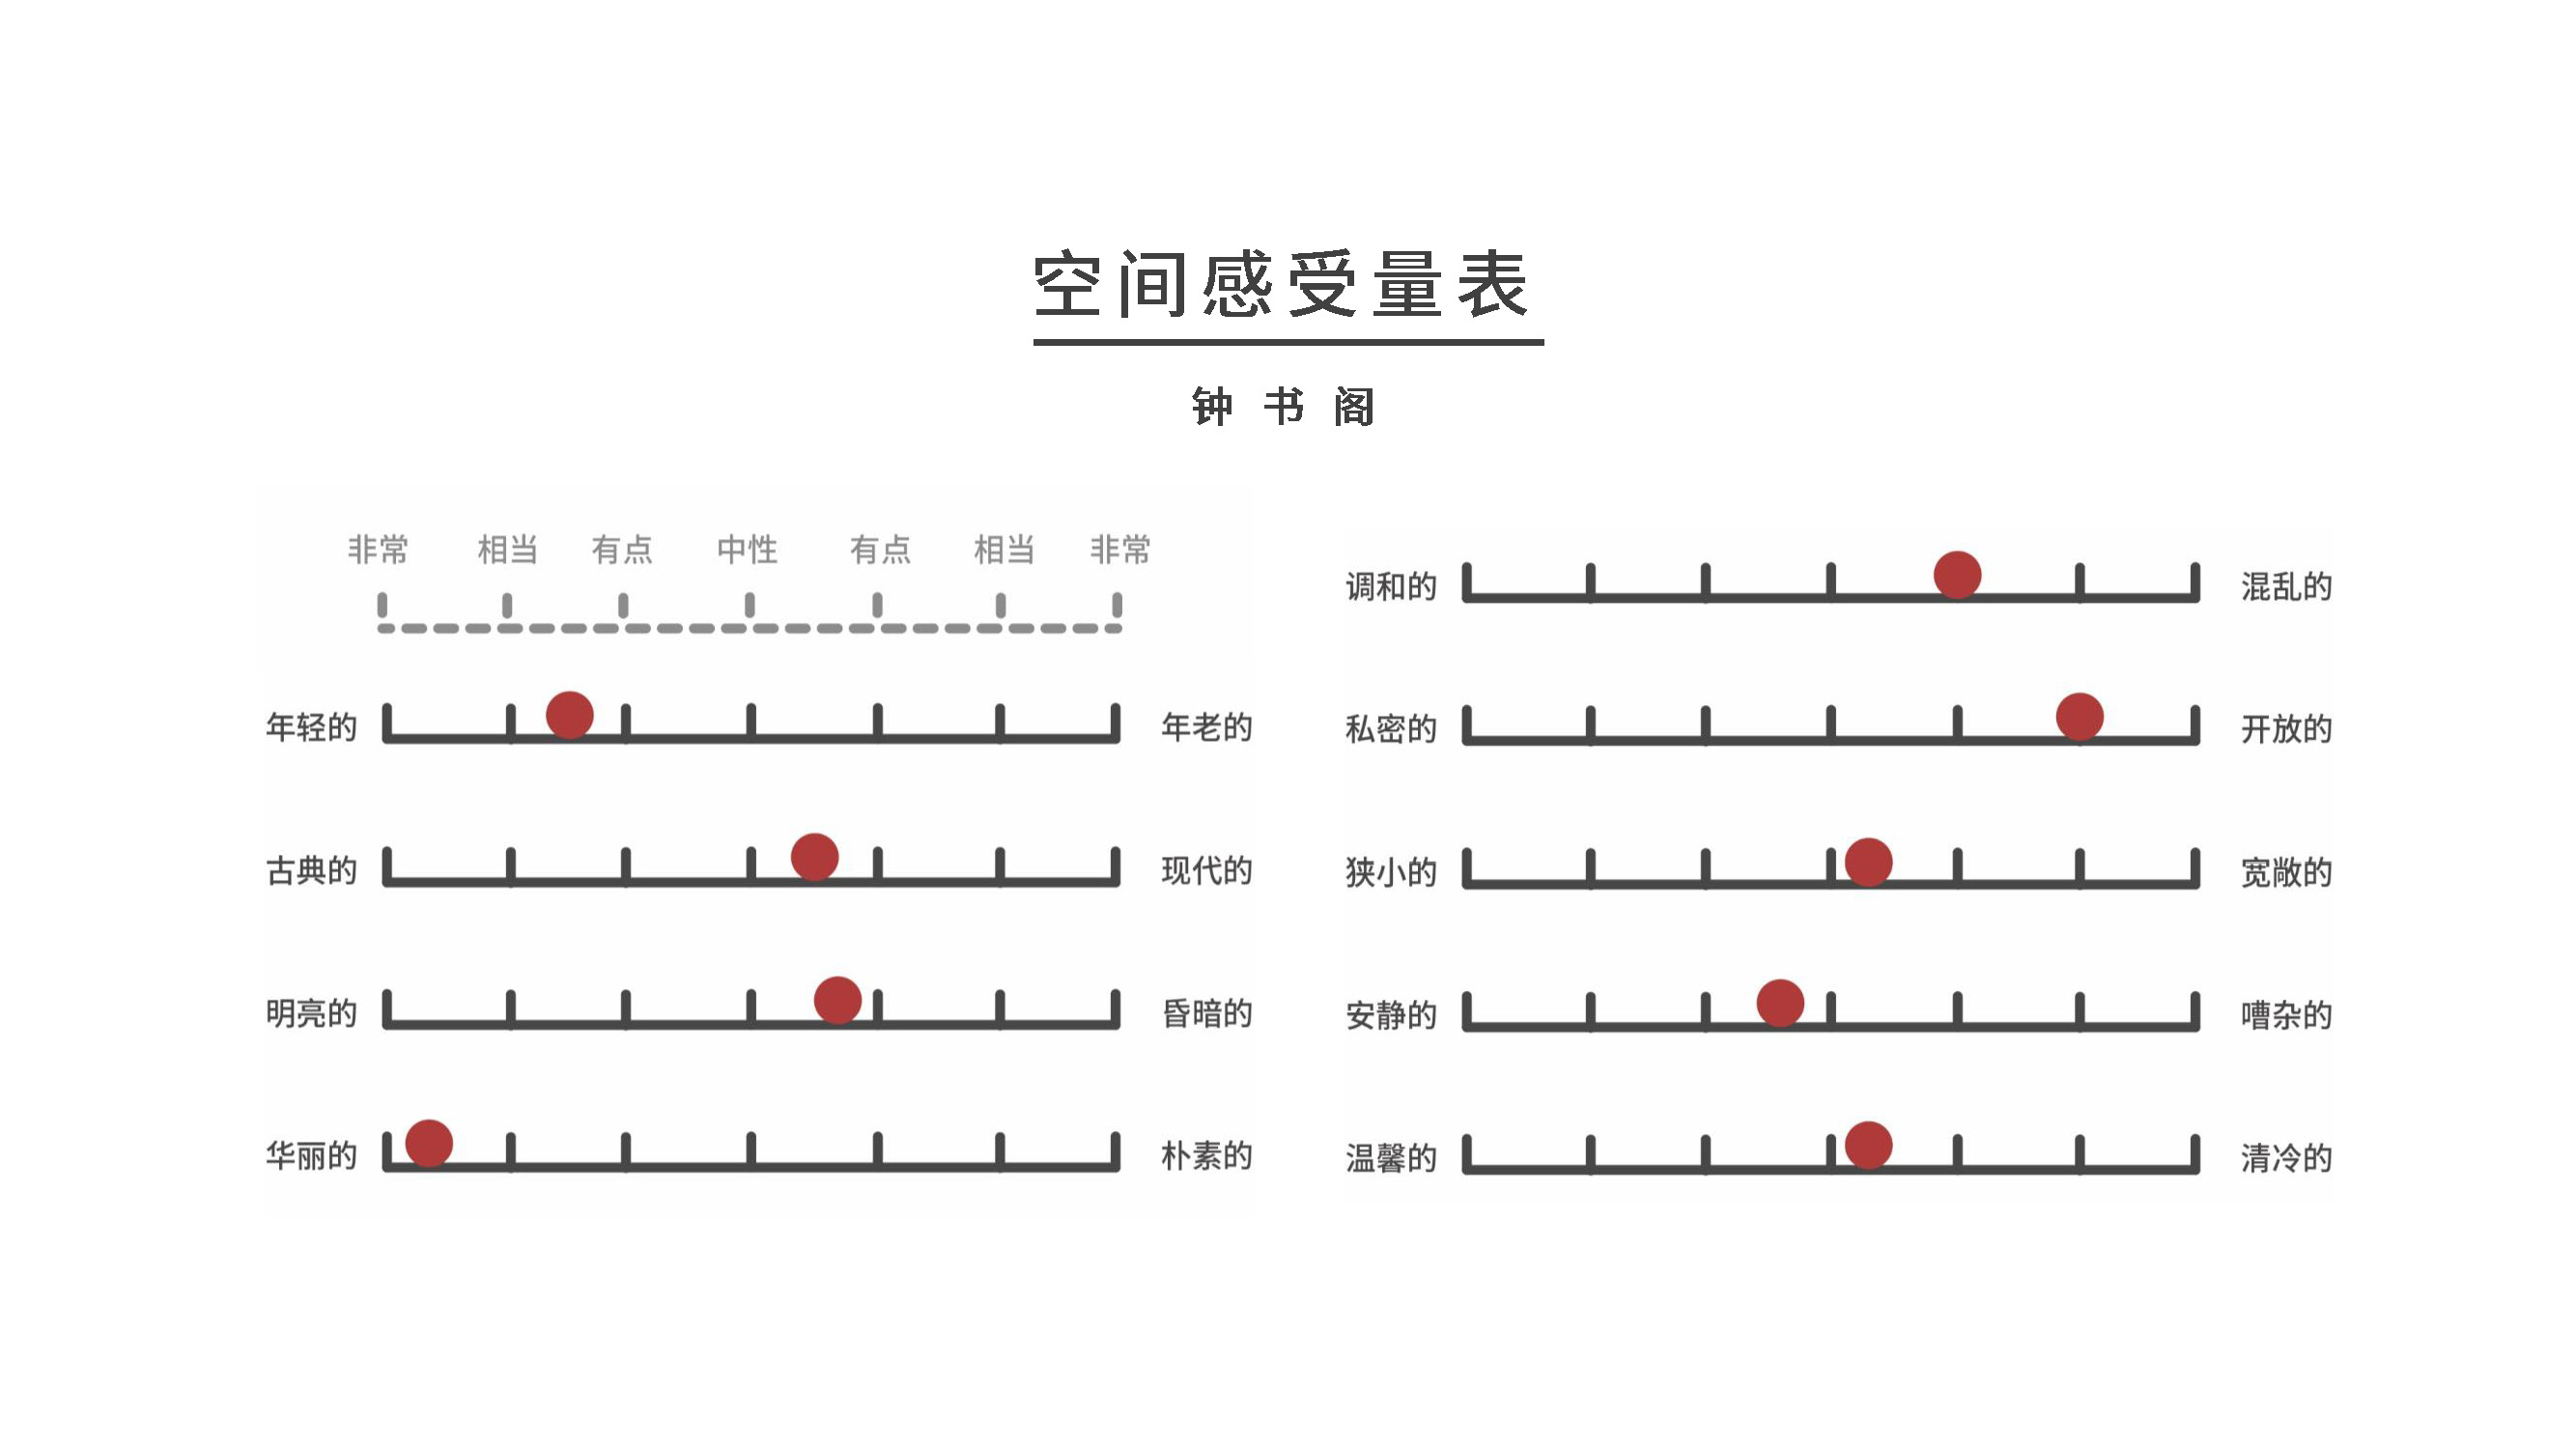 空间感受量表
钟书阁
非常 相当 有点 中性 有点 相当 非常
年轻的 年老的
古典的 现代的
明亮的 昏暗的
华丽的 朴素的
调和的 混乱的
私密的 开放的
狭小的 宽敞的
安静的 嘈杂的
温馨的 清冷的